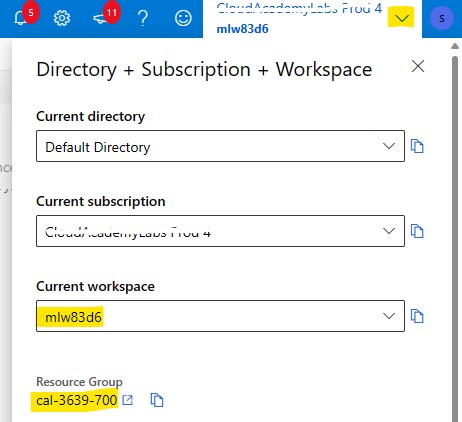 5
11
CloudAcademyLabs Prod 4
mlw83d6
S
Directory + Subscription + Workspace
Current directory
Default Directory
Current subscription
CloudAcademyLabs Prod 4
Current workspace
mlw83d6
Resource Group
cal-3639-700